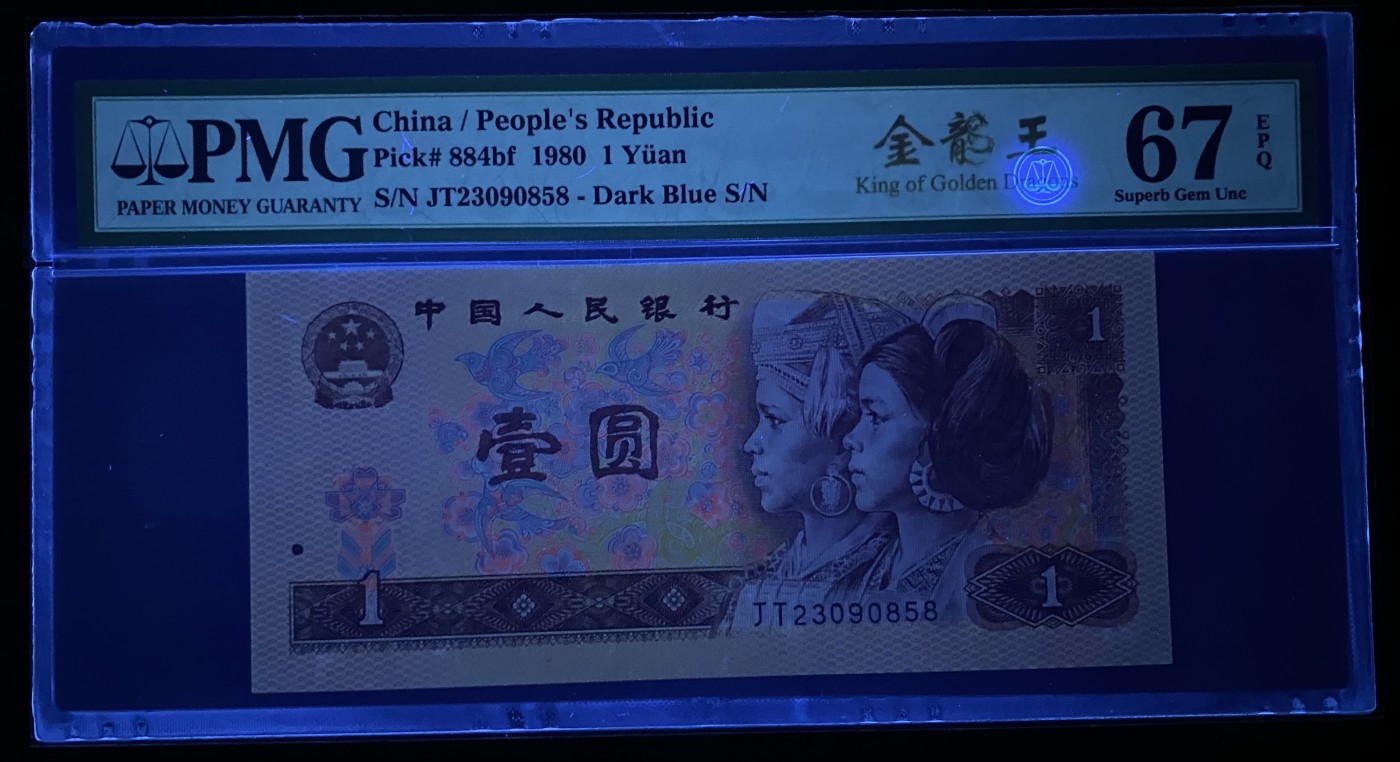 PMG
PAPER MONEY GUARANTY
China / People's Republic
Pick# 884bf 1980 1 Yüan
S/N JT23090858 - Dark Blue S/N
金龍王
King of Golden Dragons
67
EPQ
Superb Gem Unc
中国人民银行
1
壹圆
1
1
JT23090858